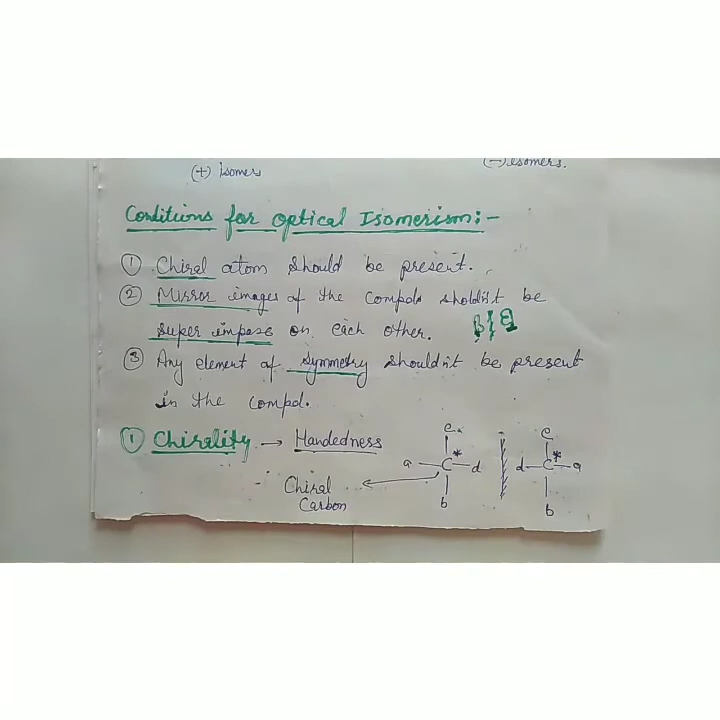 (+) Isomers
(-) isomers.
Conditions for optical Isomerism:-
① Chiral atom should be present.
② Mirror images of the compds sholdn't be
super impose on each other.
③ Any element of symmetry shouldn't be present
in the compd.
① Chirality → Handedness
Chiral
Carbon
e
a C* d
b
e
d C* a
b